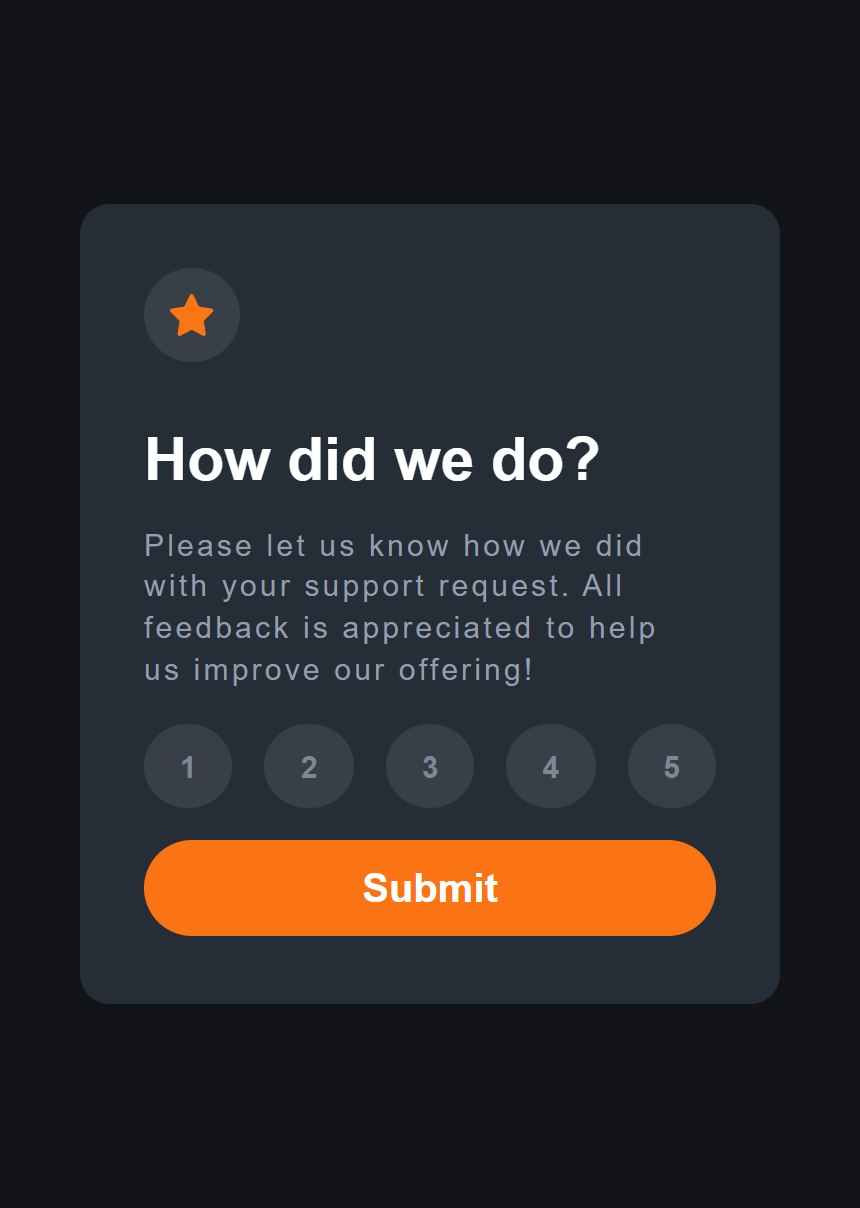 How did we do?
Please let us know how we did
with your support request. All
feedback is appreciated to help
us improve our offering!
1 2 3 4 5
Submit